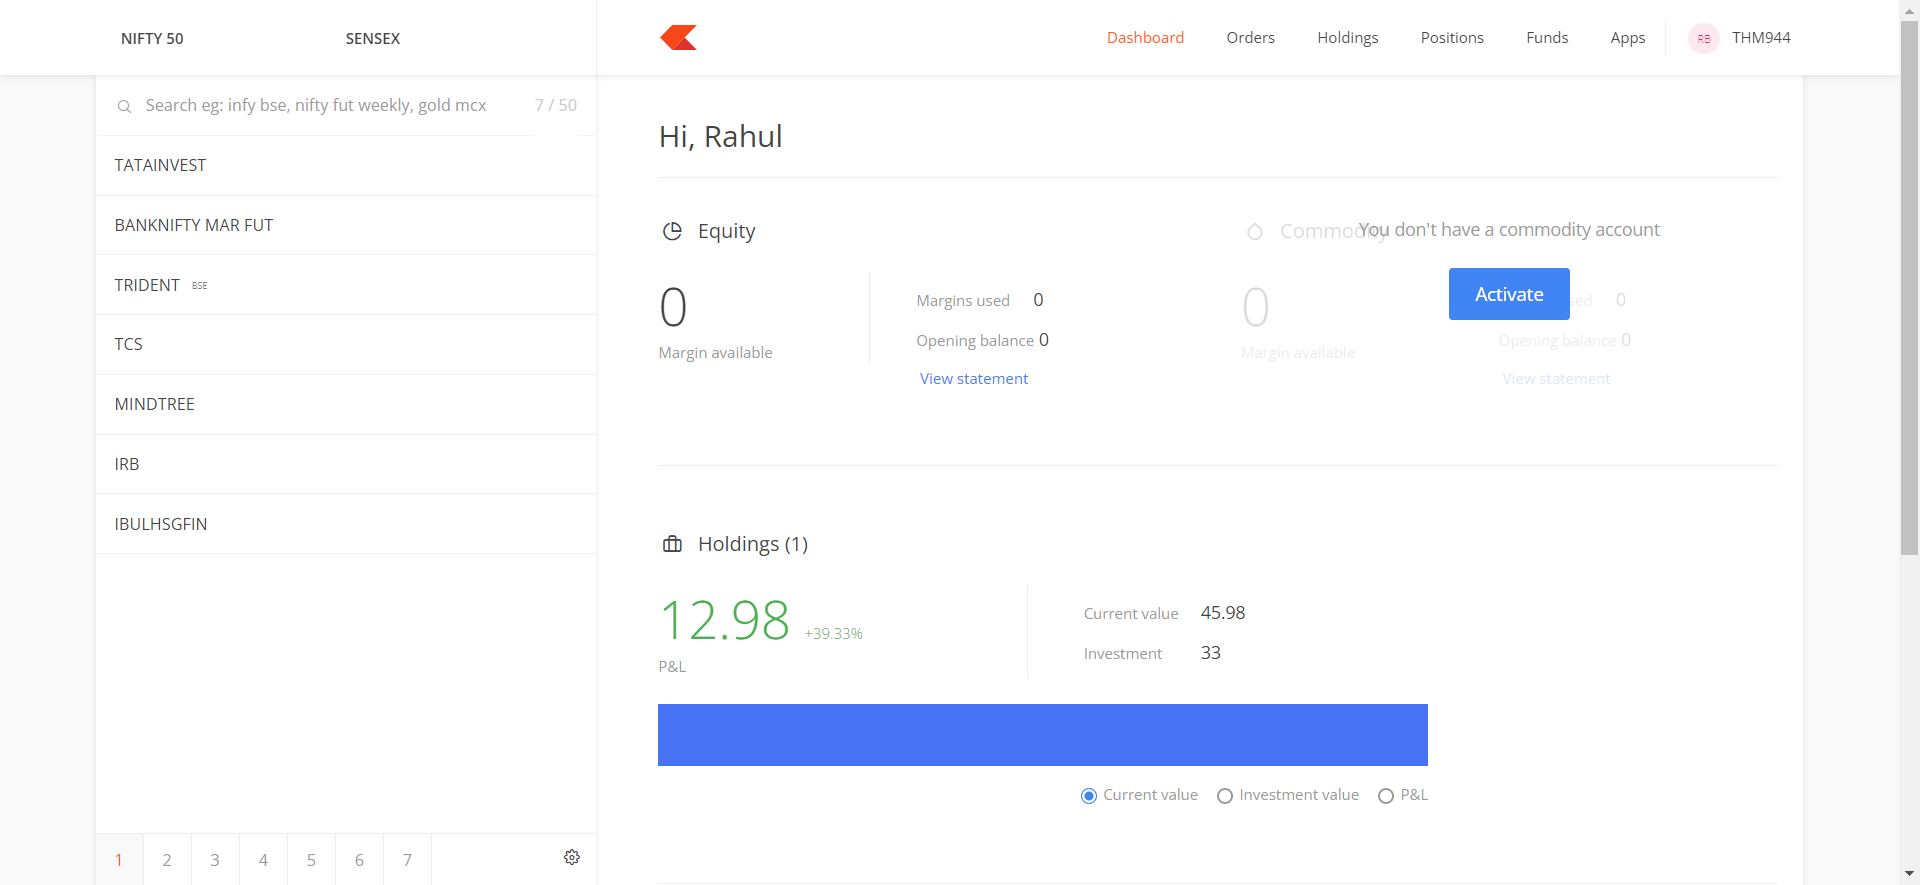 NIFTY 50
SENSEX
Dashboard
Orders
Holdings
Positions
Funds
Apps
RB
THM944
Search eg: infy bse, nifty fut weekly, gold mcx
7 / 50
TATAINVEST
BANKNIFTY MAR FUT
TRIDENT BSE
TCS
MINDTREE
IRB
IBULHSGFIN
1 2 3 4 5 6 7
Hi, Rahul
Equity
0
Margin available
Margins used 0
Opening balance 0
View statement
Commodity
You don't have a commodity account
Activate
0
Margin available
sed 0
Opening balance 0
View statement
Holdings (1)
12.98 +39.33%
P&L
Current value 45.98
Investment 33
Current value
Investment value
P&L